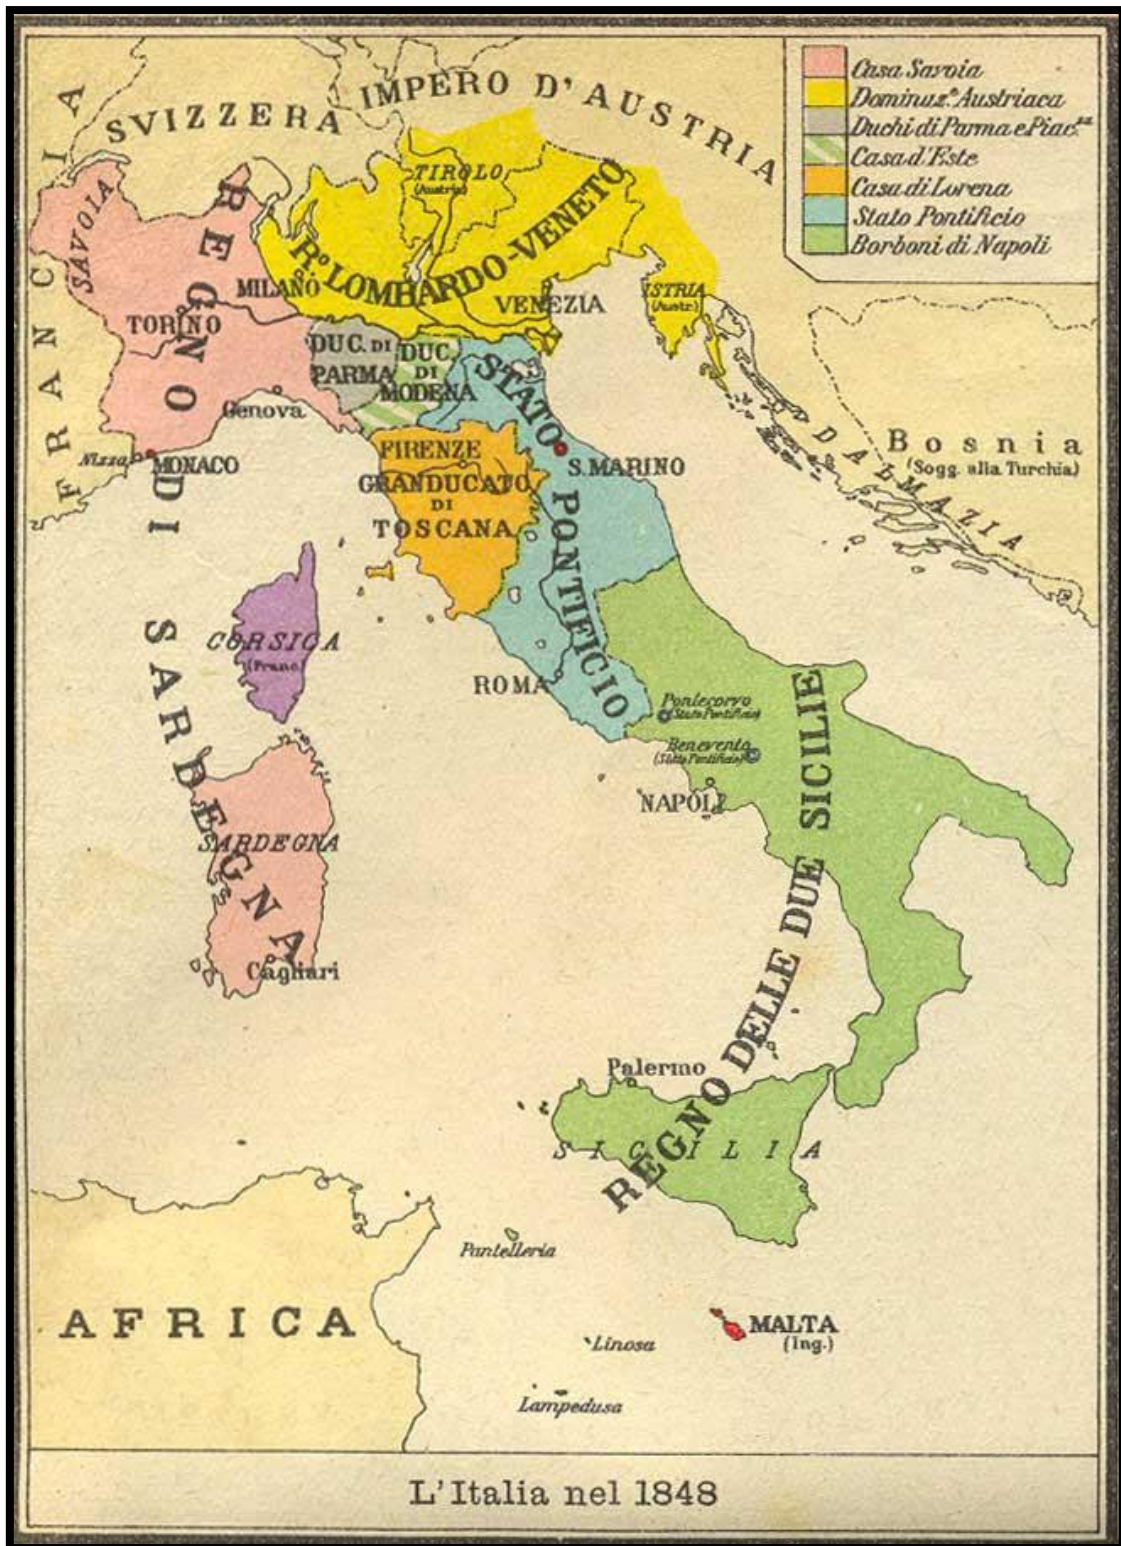 Casa Savoia
Dominaz.e Austriaca
Duchi di Parma e Piac.za
Casa d'Este
Casa di Lorena
Stato Pontificio
Borboni di Napoli
FRANCIA
SVIZZERA
IMPERO D'AUSTRIA
SAVOIA
REGNO DI SARDEGNA
TIROLO
(Austria)
R.o LOMBARDO-VENETO
MILANO
VENEZIA
ISTRIA
(Austr.)
TORINO
DUC. DI
PARMA
DUC.
DI
MODENA
STATO PONTIFICIO
Genova
Nizza
MONACO
FIRENZE
GRANDUCATO
DI
TOSCANA
S.MARINO
DALMAZIA
Bosnia
(Sogg. alla Turchia)
CORSICA
(Franc.)
ROMA
Pontecorvo
(Stato Pontificio)
Benevento
(Stato Pontificio)
NAPOLI
REGNO DELLE DUE SICILIE
SARDEGNA
Cagliari
Palermo
SICILIA
Pantelleria
AFRICA
MALTA
(Ing.)
Linosa
Lampedusa
L'Italia nel 1848